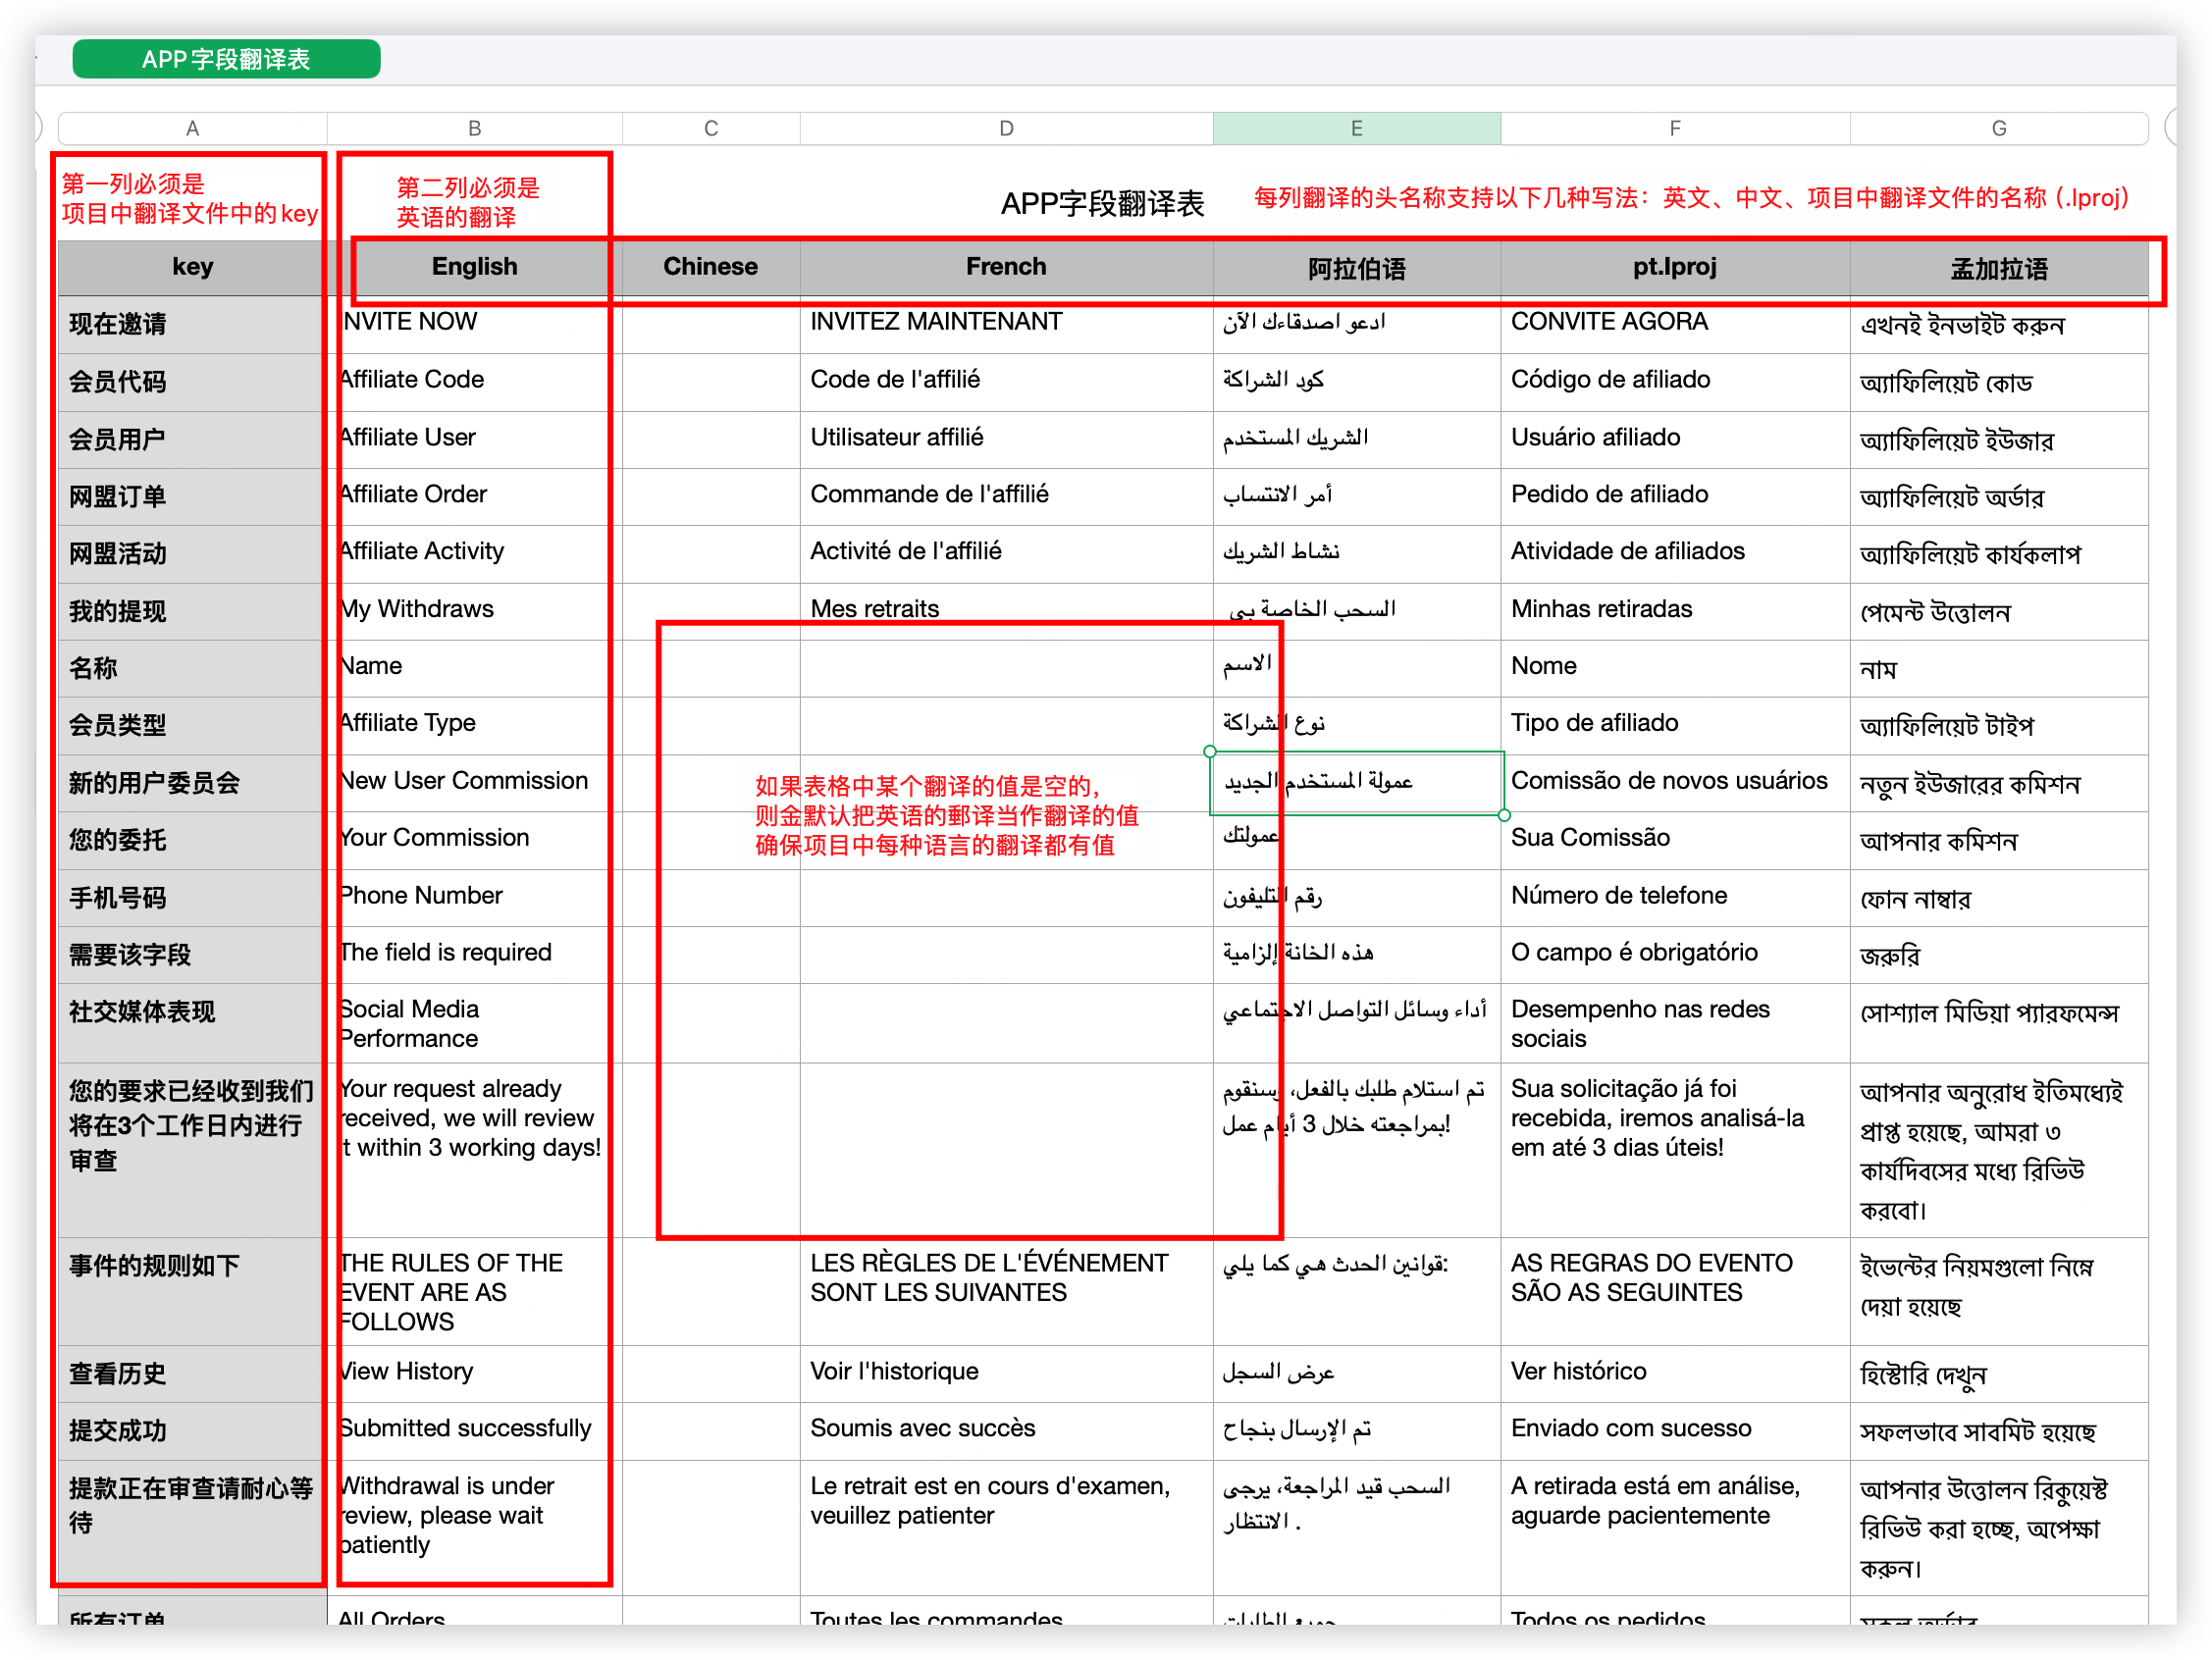 APP字段翻译表
A B C D E F G
第一列必须是
项目中翻译文件中的key
第二列必须是
英语的翻译
APP字段翻译表
每列翻译的头名称支持以下几种写法：英文、中文、项目中翻译文件的名称 (.lproj)
key English Chinese French 阿拉伯语 pt.lproj 孟加拉语
现在邀请 INVITE NOW INVITEZ MAINTENANT ادعو اصدقاءك الآن CONVITE AGORA এখনই ইনভাইট করুন
会员代码 Affiliate Code Code de l'affilié كود الشراكة Código de afiliado অ্যাফিলিয়েট কোড
会员用户 Affiliate User Utilisateur affilié الشريك المستخدم Usuário afiliado অ্যাফিলিয়েট ইউজার
网盟订单 Affiliate Order Commande de l'affilié أمر الانتساب Pedido de afiliado অ্যাফিলিয়েট অর্ডার
网盟活动 Affiliate Activity Activité de l'affilié نشاط الشريك Atividade de afiliados অ্যাফিলিয়েট কার্যকলাপ
我的提现 My Withdraws Mes retraits السحب الخاصة بي Minhas retiradas পেমেন্ট উত্তোলন
名称 Name الاسم Nome নাম
会员类型 Affiliate Type نوع الشراكة Tipo de afiliado অ্যাফিলিয়েট টাইপ
新的用户委员会 New User Commission عمولة المستخدم الجديد Comissão de novos usuários নতুন ইউজারের কমিশন
如果表格中某个翻译的值是空的，
则金默认把英语的郵译当作翻译的值
确保项目中每种语言的翻译都有值
您的委托 Your Commission عمولتك Sua Comissão আপনার কমিশন
手机号码 Phone Number رقم التليفون Número de telefone ফোন নাম্বার
需要该字段 The field is required هذه الخانة إلزامية O campo é obrigatório জরুরি
社交媒体表现 Social Media أداء وسائل التواصل الاجتماعي Desempenho nas redes সোশ্যাল মিডিয়া প্যারফমেন্স
Performance sociais
您的要求已经收到我们 Your request already تم استلام طلبك بالفعل، وسنقوم Sua solicitação já foi আপনার অনুরোধ ইতিমধ্যেই
将在3个工作日内进行 received, we will review بمراجعته خلال 3 أيام عمل! recebida, iremos analisá-la প্রাপ্ত হয়েছে, আমরা ৩
审查 it within 3 working days! em até 3 dias úteis! কার্যদিবসের মধ্যে রিভিউ
করবো।
事件的规则如下 THE RULES OF THE LES RÈGLES DE L'ÉVÉNEMENT قوانين الحدث هي كما يلي: AS REGRAS DO EVENTO ইভেন্টের নিয়মগুলো নিম্নে
EVENT ARE AS SONT LES SUIVANTES SÃO AS SEGUINTES দেয়া হয়েছে
FOLLOWS
查看历史 View History Voir l'historique عرض السجل Ver histórico হিস্টোরি দেখুন
提交成功 Submitted successfully Soumis avec succès تم الإرسال بنجاح Enviado com sucesso সফলভাবে সাবমিট হয়েছে
提款正在审查请耐心等 Withdrawal is under Le retrait est en cours d'examen, السحب قيد المراجعة، يرجى A retirada está em análise, আপনার উত্তোলন রিকুয়েস্ট
待 review, please wait veuillez patienter الانتظار . aguarde pacientemente রিভিউ করা হচ্ছে, অপেক্ষা
patiently করুন।
所有订单 All Orders Toutes les commandes جميع الطلبات Todos os pedidos সকল অর্ডার